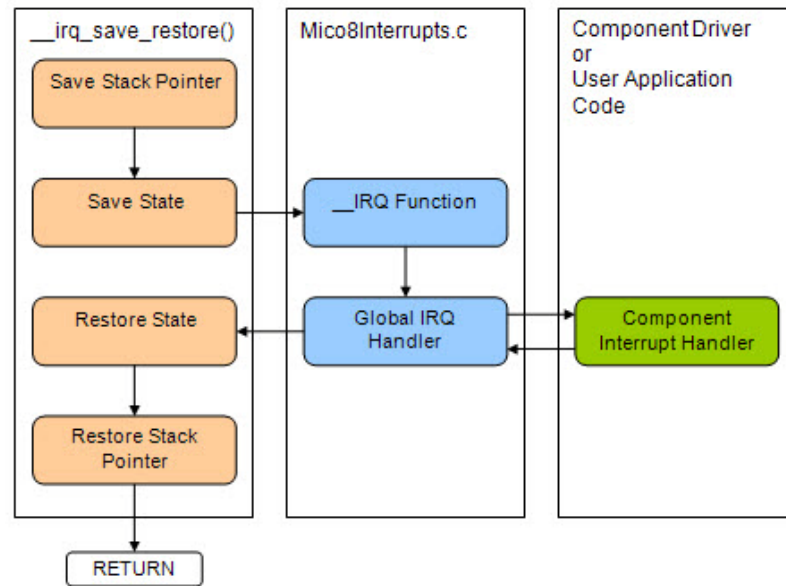 __irq_save_restore()
Save Stack Pointer
Save State
Restore State
Restore Stack
Pointer
RETURN
Mico8Interrupts.c
__IRQ Function
Global IRQ
Handler
Component Driver
or
User Application
Code
Component
Interrupt Handler